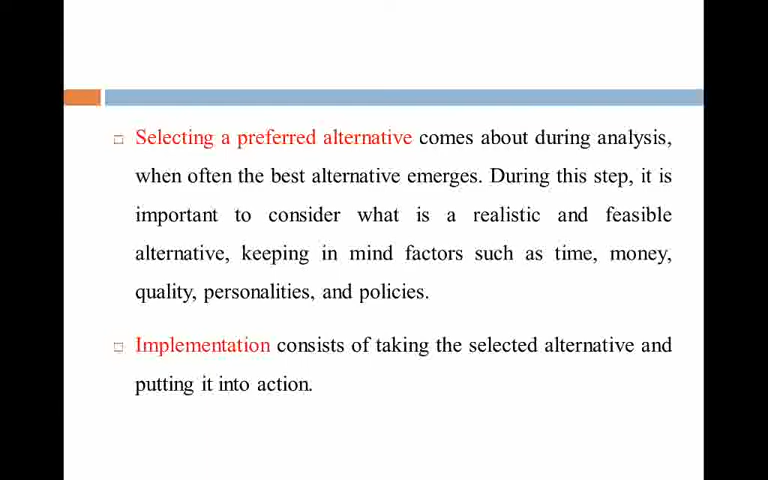 Selecting a preferred alternative comes about during analysis,
when often the best alternative emerges. During this step, it is
important to consider what is a realistic and feasible
alternative, keeping in mind factors such as time, money,
quality, personalities, and policies.
Implementation consists of taking the selected alternative and
putting it into action.